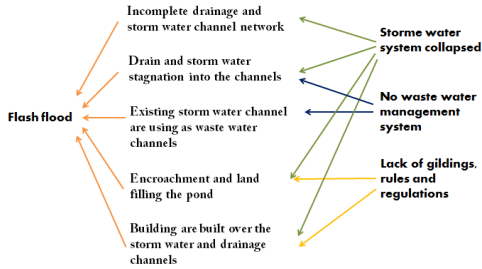 Incomplete drainage and
storm water channel network
Storme water
system collapsed
Drain and storm water
stagnation into the channels
No waste water
management
system
Flash flood
Existing storm water channel
are using as waste water
channels
Lack of gildings,
rules and
regulations
Encroachment and land
filling the pond
Building are built over the
storm water and drainage
channels